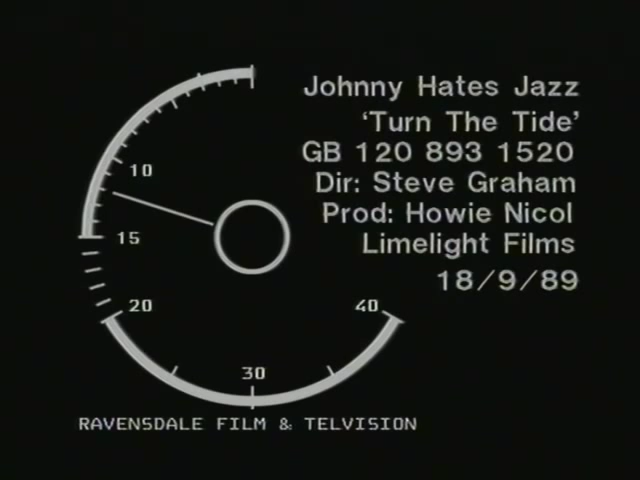 Johnny Hates Jazz
‘Turn The Tide’
GB 120 893 1520
Dir: Steve Graham
Prod: Howie Nicol
Limelight Films
18/9/89
10
15
20
40
30
RAVENSDALE FILM & TELVISION